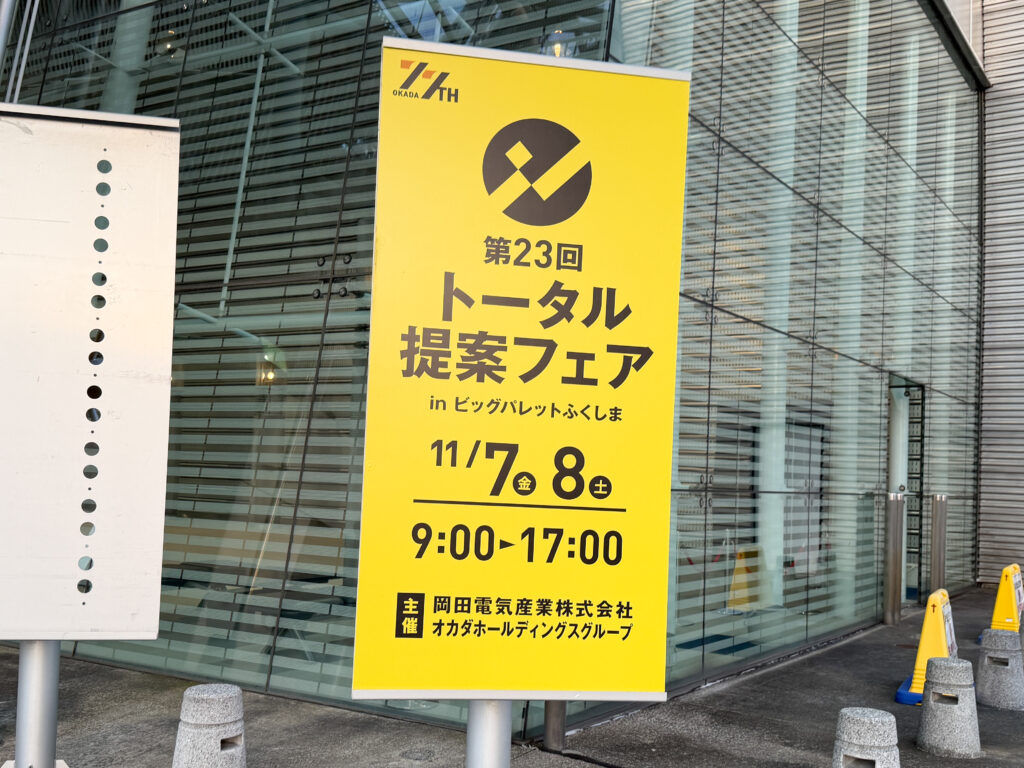 77TH
OKADA
第23回
トータル
提案フェア
in ビッグパレットふくしま
11/7金 8土
9:00▶17:00
主催
岡田電気産業株式会社
オカダホールディングスグループ